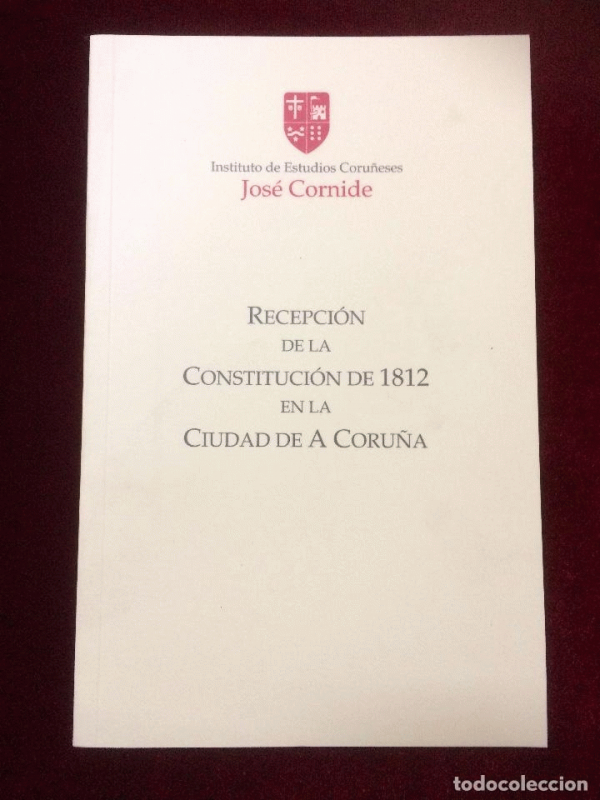 Instituto de Estudios Coruñeses
José Cornide
RECEPCIÓN
DE LA
CONSTITUCIÓN DE 1812
EN LA
CIUDAD DE A CORUÑA
todocoleccion